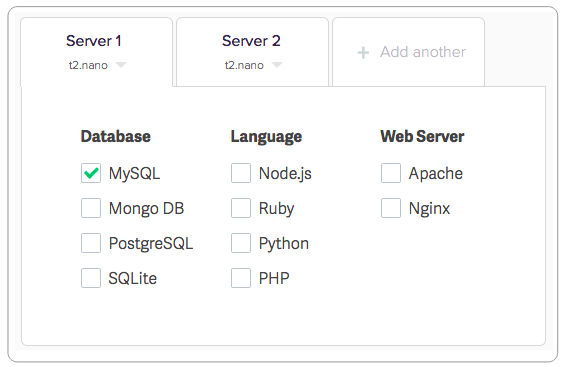 Server 1
t2.nano
Server 2
t2.nano
+ Add another
Database
MySQL
Mongo DB
PostgreSQL
SQLite
Language
Node.js
Ruby
Python
PHP
Web Server
Apache
Nginx